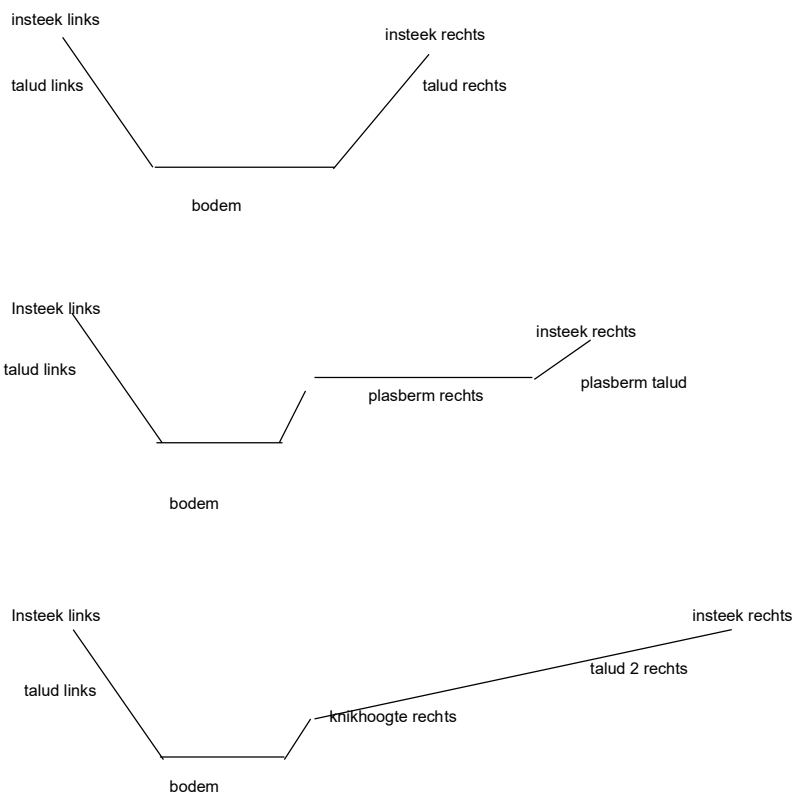 insteek links
insteek rechts
talud links
talud rechts
bodem
Insteek links
insteek rechts
talud links
plasberm talud
plasberm rechts
bodem
Insteek links
insteek rechts
talud 2 rechts
talud links
knikhoogte rechts
bodem